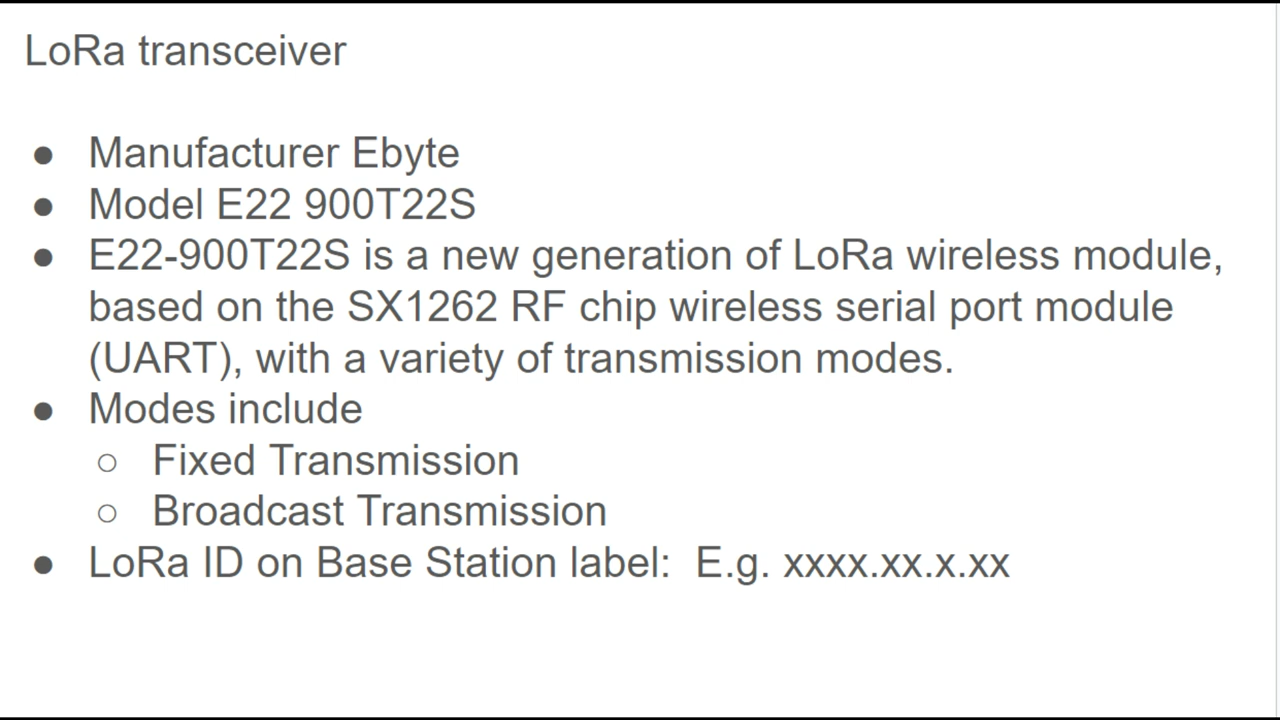 LoRa transceiver
● Manufacturer Ebyte
● Model E22 900T22S
● E22-900T22S is a new generation of LoRa wireless module,
based on the SX1262 RF chip wireless serial port module
(UART), with a variety of transmission modes.
● Modes include
○ Fixed Transmission
○ Broadcast Transmission
● LoRa ID on Base Station label:  E.g. xxxx.xx.x.xx